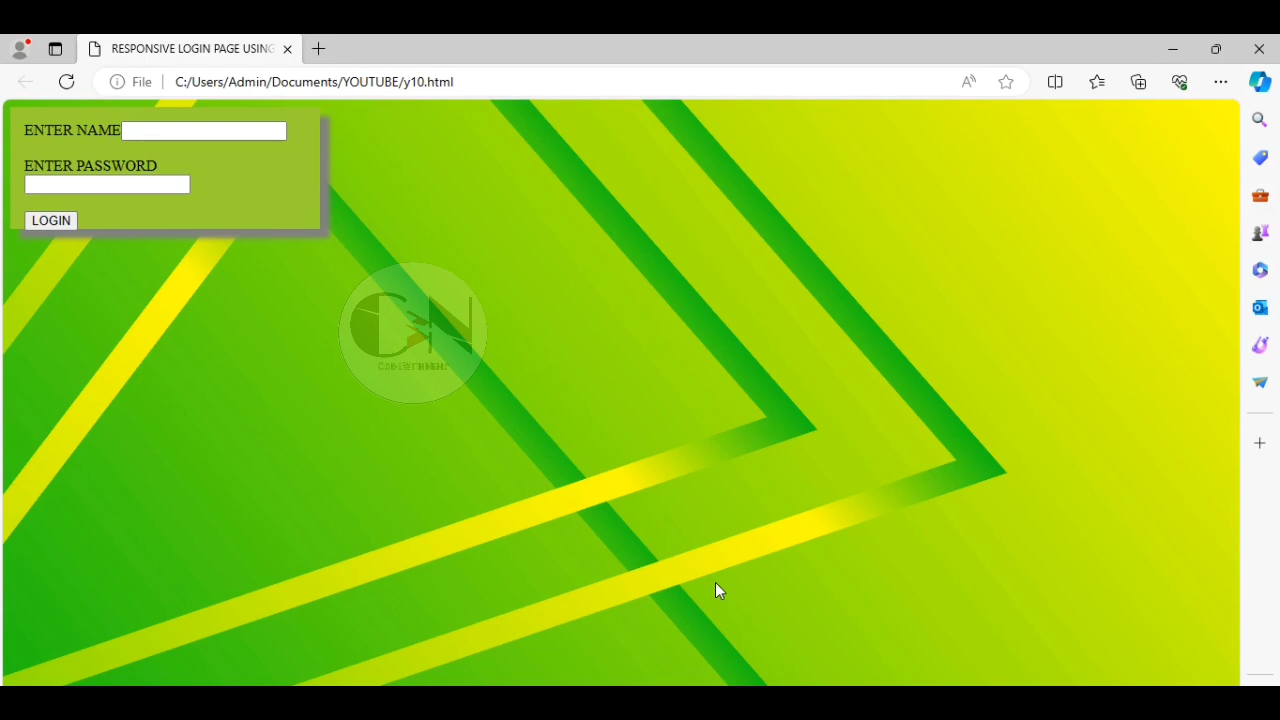 RESPONSIVE LOGIN PAGE USING
File
C:/Users/Admin/Documents/YOUTUBE/y10.html
ENTER NAME
ENTER PASSWORD
LOGIN